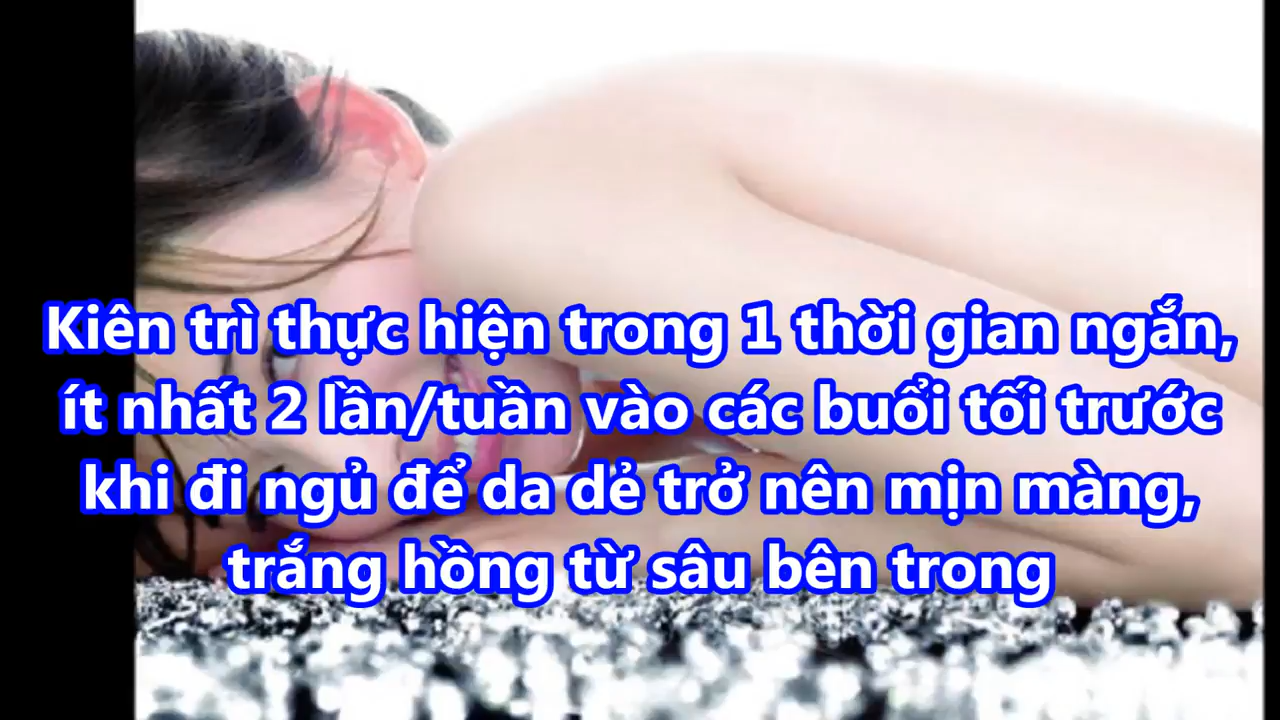 Kiên trì thực hiện trong 1 thời gian ngắn,
ít nhất 2 lần/tuần vào các buổi tối trước
khi đi ngủ để da dẻ trở nên mịn màng,
trắng hồng từ sâu bên trong